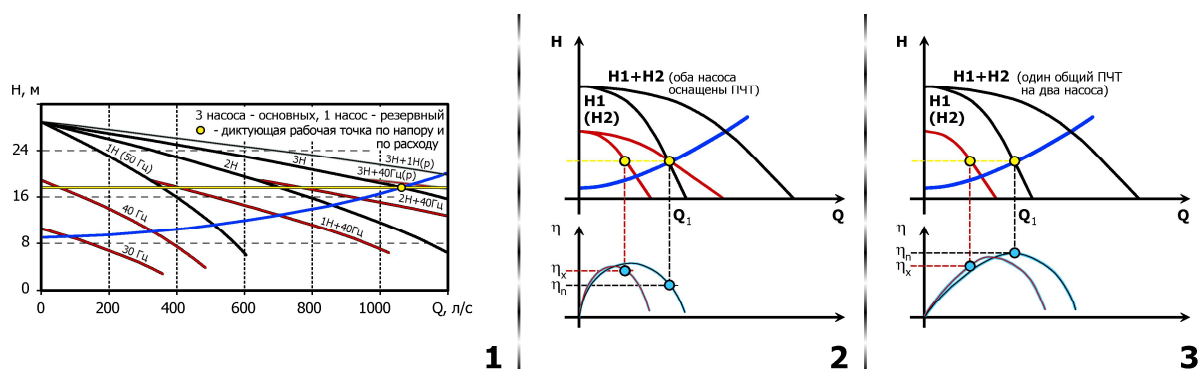 H, м
3 насоса - основных, 1 насос - резервный
- диктующая рабочая точка по напору и
по расходу
24
16
8
0
1Н (50 Гц)
2Н
3Н
3Н+1Н(р)
3Н+40Гц(р)
2Н+40Гц
1Н+40Гц
40 Гц
30 Гц
0
200
400
600
800
1000
Q, л/с
1
H
H1+H2 (оба насоса
оснащены ПЧТ)
H1
(H2)
Q1
Q
η
ηx
ηn
2
H
H1+H2 (один общий ПЧТ
на два насоса)
H1
(H2)
Q1
Q
η
ηn
ηx
3